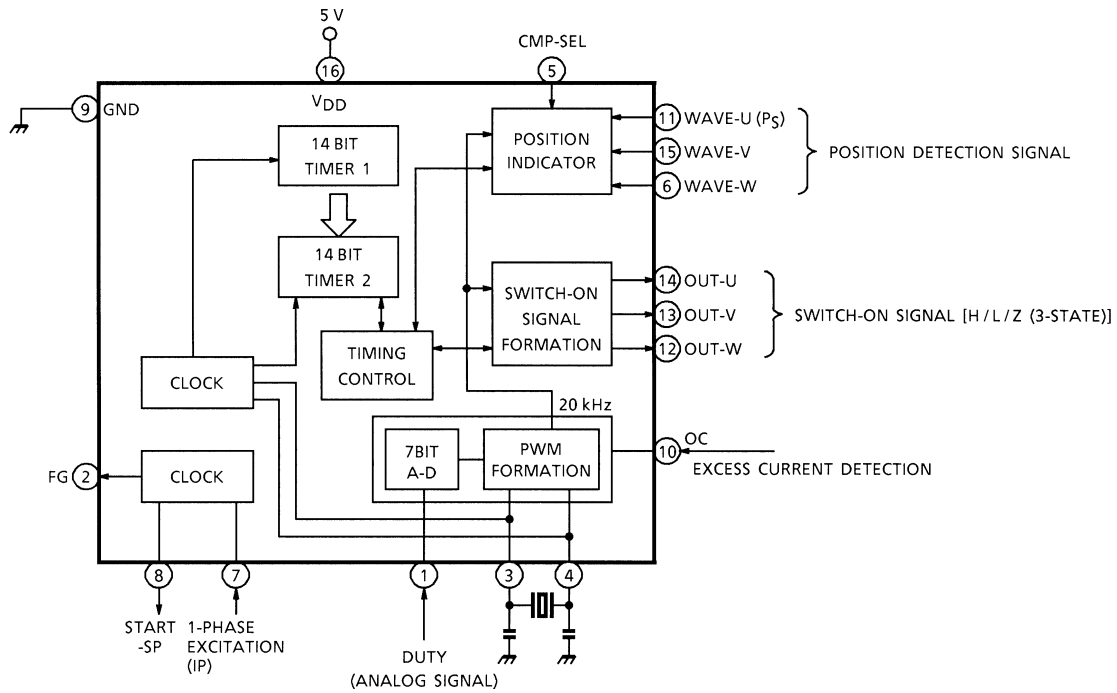 5 V
16
CMP-SEL
5
9 GND
VDD
14 BIT
TIMER 1
POSITION
INDICATOR
11 WAVE-U (PS)
15 WAVE-V
6 WAVE-W
POSITION DETECTION SIGNAL
14 BIT
TIMER 2
SWITCH-ON
SIGNAL
FORMATION
14 OUT-U
13 OUT-V
12 OUT-W
SWITCH-ON SIGNAL [H / L / Z (3-STATE)]
TIMING
CONTROL
CLOCK
20 kHz
7BIT
A-D
PWM
FORMATION
10 OC
EXCESS CURRENT DETECTION
FG 2
CLOCK
8
7
1
3
4
START
-SP
1-PHASE
EXCITATION
(IP)
DUTY
(ANALOG SIGNAL)